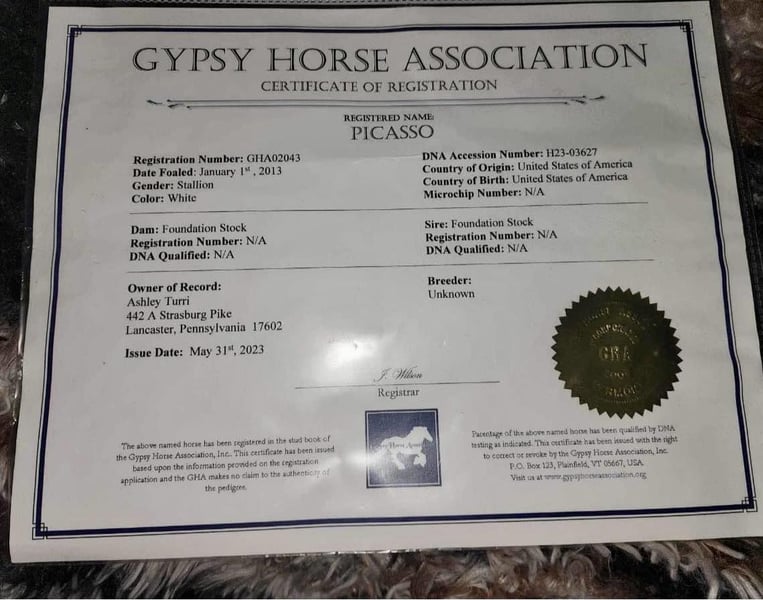 GYPSY HORSE ASSOCIATION
CERTIFICATE OF REGISTRATION
REGISTERED NAME:
PICASSO
Registration Number: GHA02043
Date Foaled: January 1st, 2013
Gender: Stallion
Color: White
DNA Accession Number: H23-03627
Country of Origin: United States of America
Country of Birth: United States of America
Microchip Number: N/A
Dam: Foundation Stock
Registration Number: N/A
DNA Qualified: N/A
Sire: Foundation Stock
Registration Number: N/A
DNA Qualified: N/A
Owner of Record:
Ashley Turri
442 A Strasburg Pike
Lancaster, Pennsylvania 17602
Breeder:
Unknown
Issue Date: May 31st, 2023
J. Wilson
Registrar
GHA
The above named horse has been registered in the stud book of
the Gypsy Horse Association, Inc. This certificate has been issued
based upon the information provided on the registration
application and the GHA makes no claim to the authenticity of
the pedigree.
Gypsy Horse Association
Parentage of the above named horse has been qualified by DNA
testing as indicated. This certificate has been issued with the right
to correct or revoke by the Gypsy Horse Association, Inc.
P.O. Box 123, Plainfield, VT 05667, USA
Visit us at www.gypsyhorseassociation.org